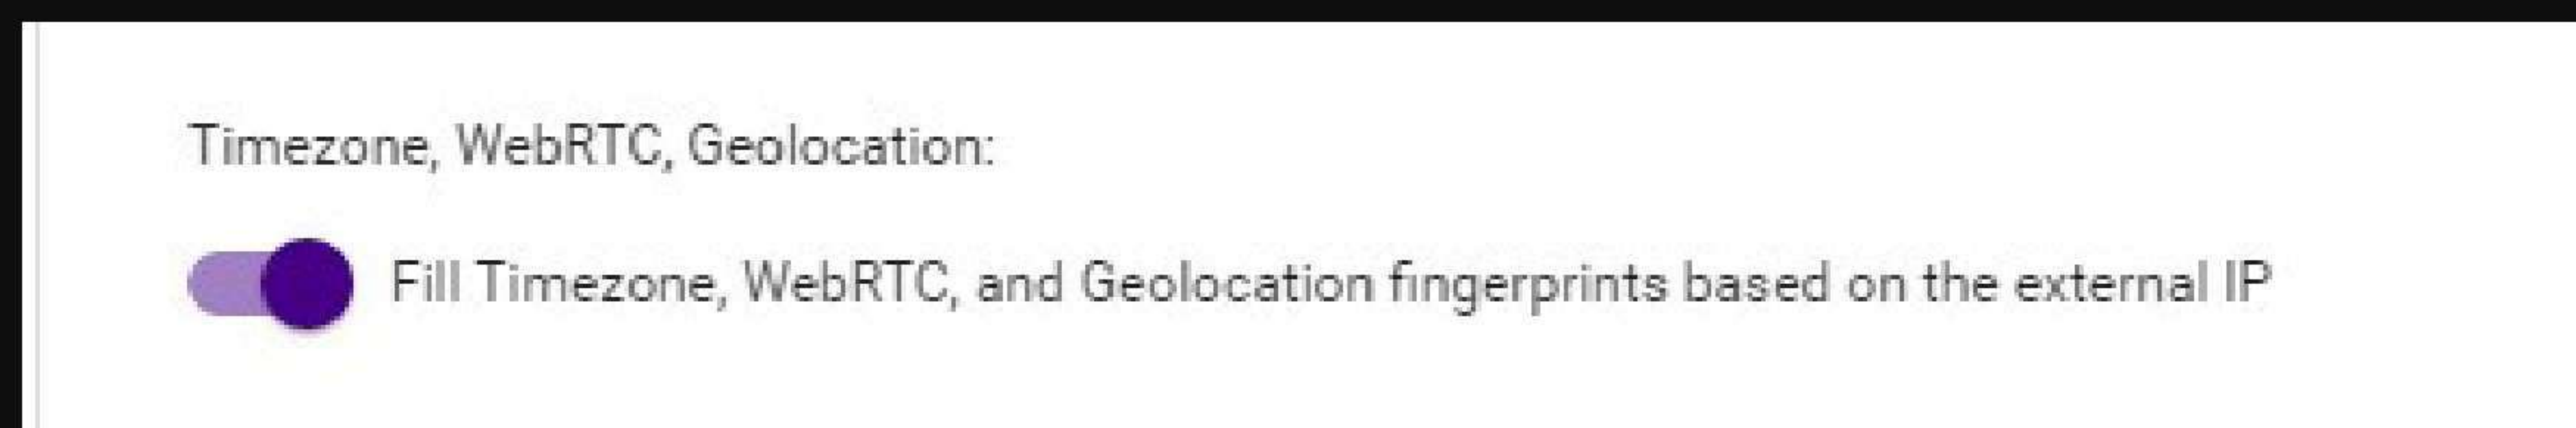 Timezone, WebRTC, Geolocation:
Fill Timezone, WebRTC, and Geolocation fingerprints based on the external IP